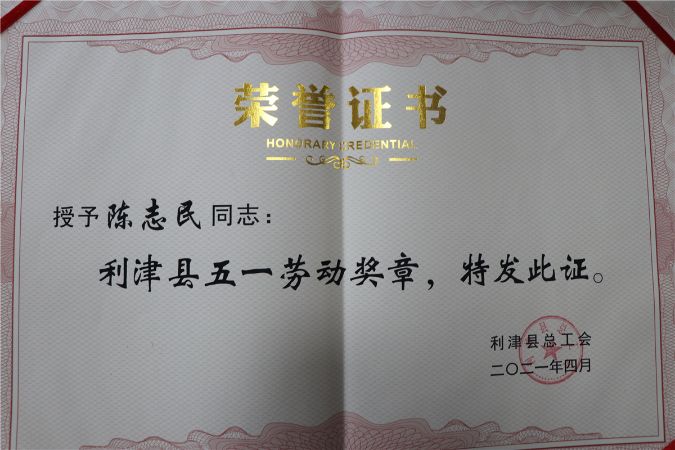 荣誉证书
HONORARY CREDENTIAL
授予陈志民同志：
利津县五一劳动奖章，特发此证。
利津县总工会
二〇二一年四月